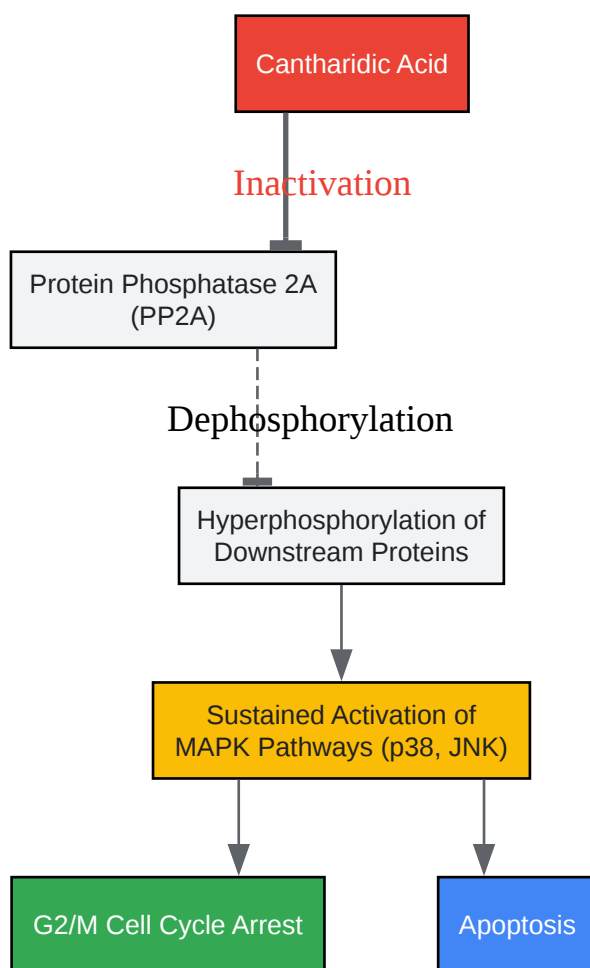 Cantharidic Acid
Inactivation
Protein Phosphatase 2A
(PP2A)
Dephosphorylation
Hyperphosphorylation of
Downstream Proteins
Sustained Activation of
MAPK Pathways (p38, JNK)
G2/M Cell Cycle Arrest
Apoptosis